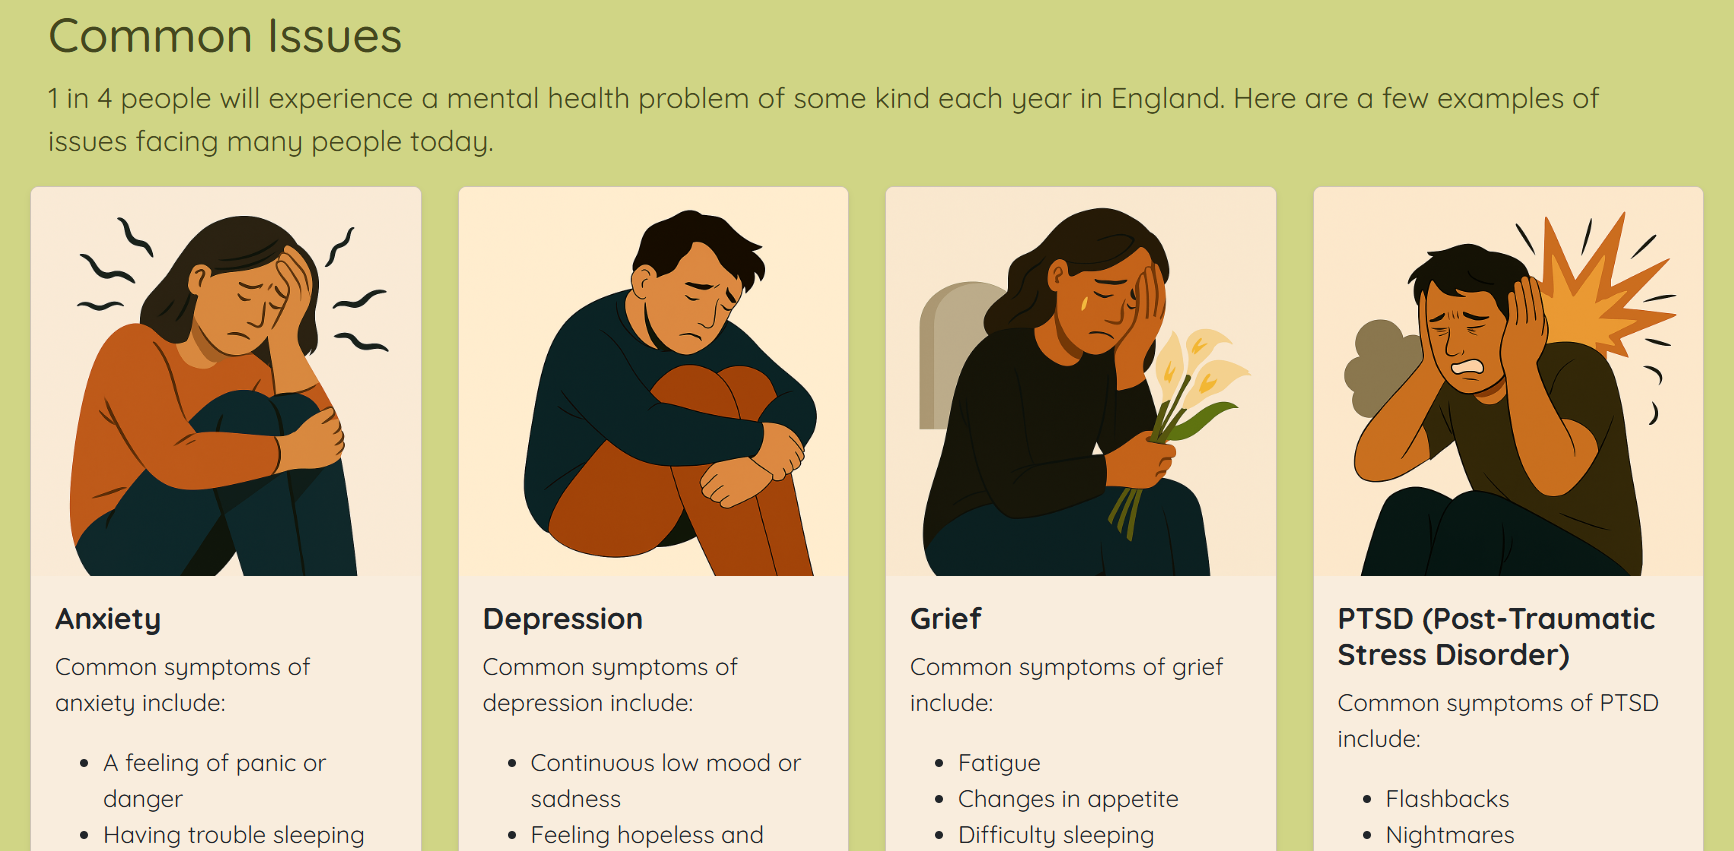 Common Issues
1 in 4 people will experience a mental health problem of some kind each year in England. Here are a few examples of
issues facing many people today.
Anxiety
Common symptoms of
anxiety include:
• A feeling of panic or
danger
• Having trouble sleeping
Depression
Common symptoms of
depression include:
• Continuous low mood or
sadness
• Feeling hopeless and
Grief
Common symptoms of grief
include:
• Fatigue
• Changes in appetite
• Difficulty sleeping
PTSD (Post-Traumatic
Stress Disorder)
Common symptoms of PTSD
include:
• Flashbacks
• Nightmares